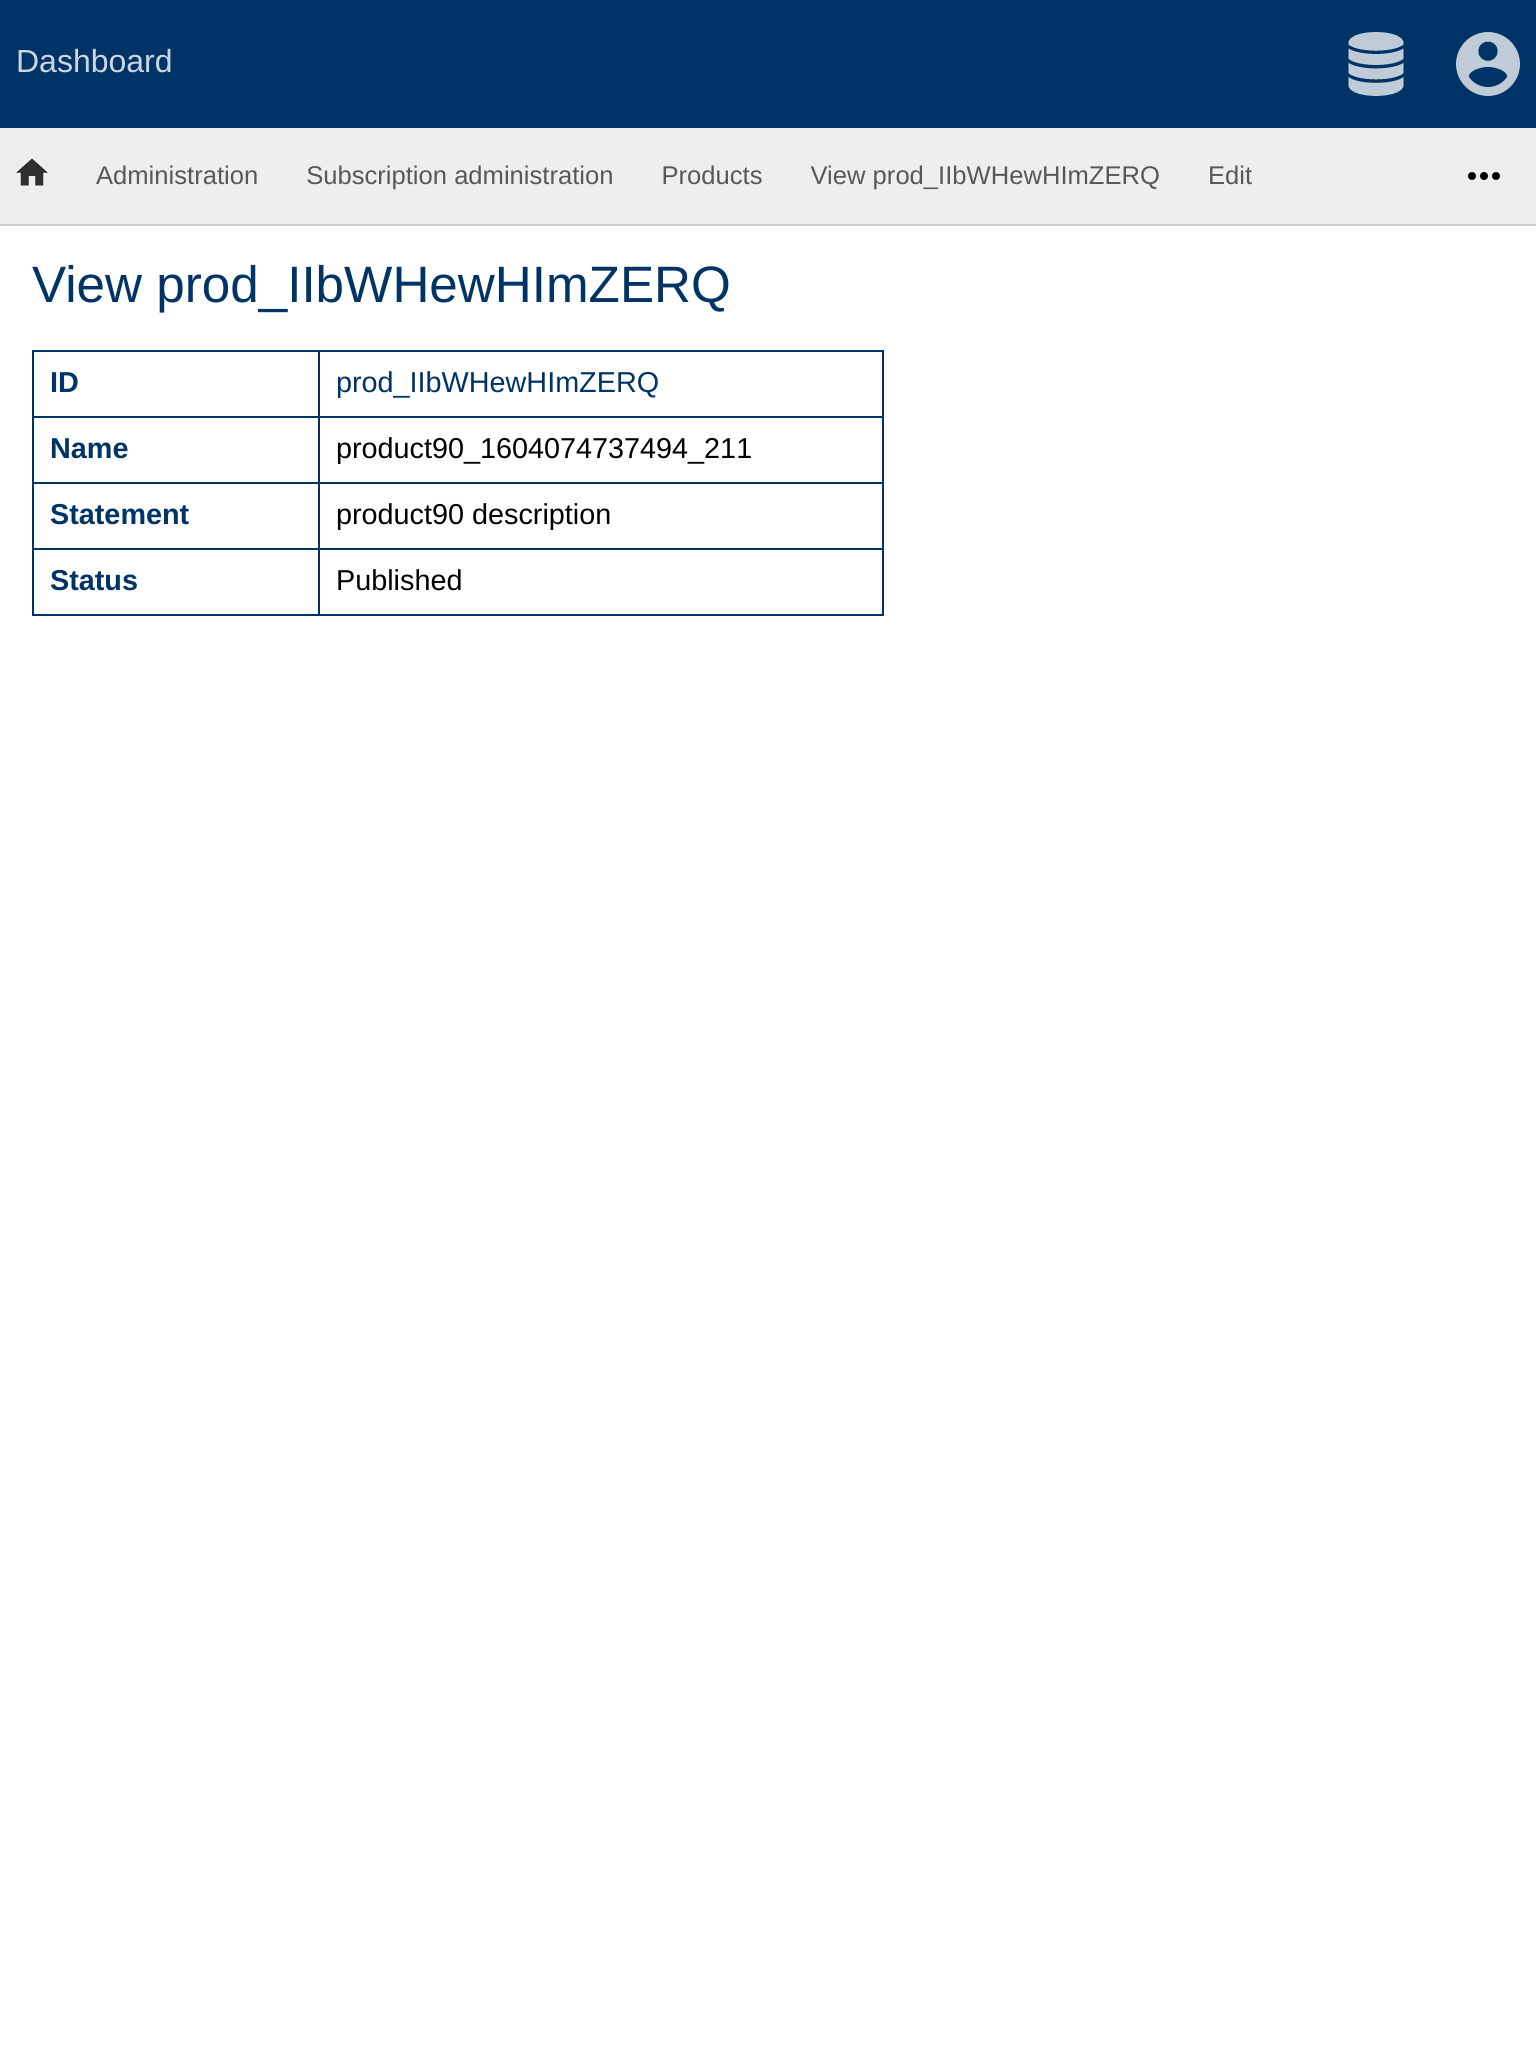 Dashboard
Administration Subscription administration Products View prod_IIbWHewHImZERQ Edit
View prod_IIbWHewHImZERQ
ID prod_IIbWHewHImZERQ
Name product90_1604074737494_211
Statement product90 description
Status Published